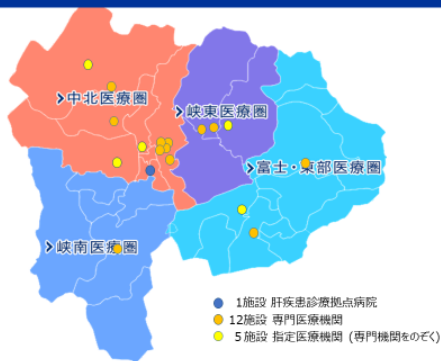 中北医療圏
峡東医療圏
富士・東部医療圏
峡南医療圏
1施設 肝疾患診療拠点病院
12施設 専門医療機関
5施設 指定医療機関 (専門機関をのぞく)